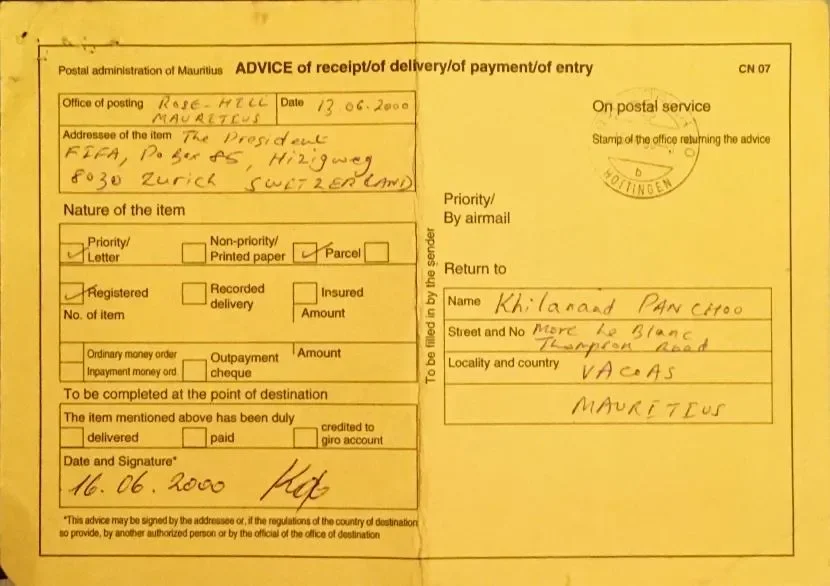 Postal administration of Mauritius ADVICE of receipt/of delivery/of payment/of entry CN 07
Office of posting ROSE-HILL MAURITIUS
Date 13.06.2000
Addressee of the item The President
FIFA, Po Box 85, Hizigweg
8030 Zurich SWITZERLAND
Nature of the item
Priority/
Letter
Non-priority/
Printed paper
Parcel
Registered
Recorded
delivery
Insured
No. of item
Amount
Ordinary money order
Inpayment money ord.
Outpayment
cheque
Amount
To be completed at the point of destination
The item mentioned above has been duly
delivered
paid
credited to
giro account
Date and Signature*
16.06.2000
*This advice may be signed by the addressee or, if the regulations of the country of destination
so provide, by another authorized person or by the official of the office of destination
To be filled in by the sender
On postal service
Stamp of the office returning the advice
b
HOTTINGEN
Priority/
By airmail
Return to
Name Khilanand PANCHOO
Street and No More Le Blanc
Thompson Road
Locality and country VACOAS
MAURITIUS